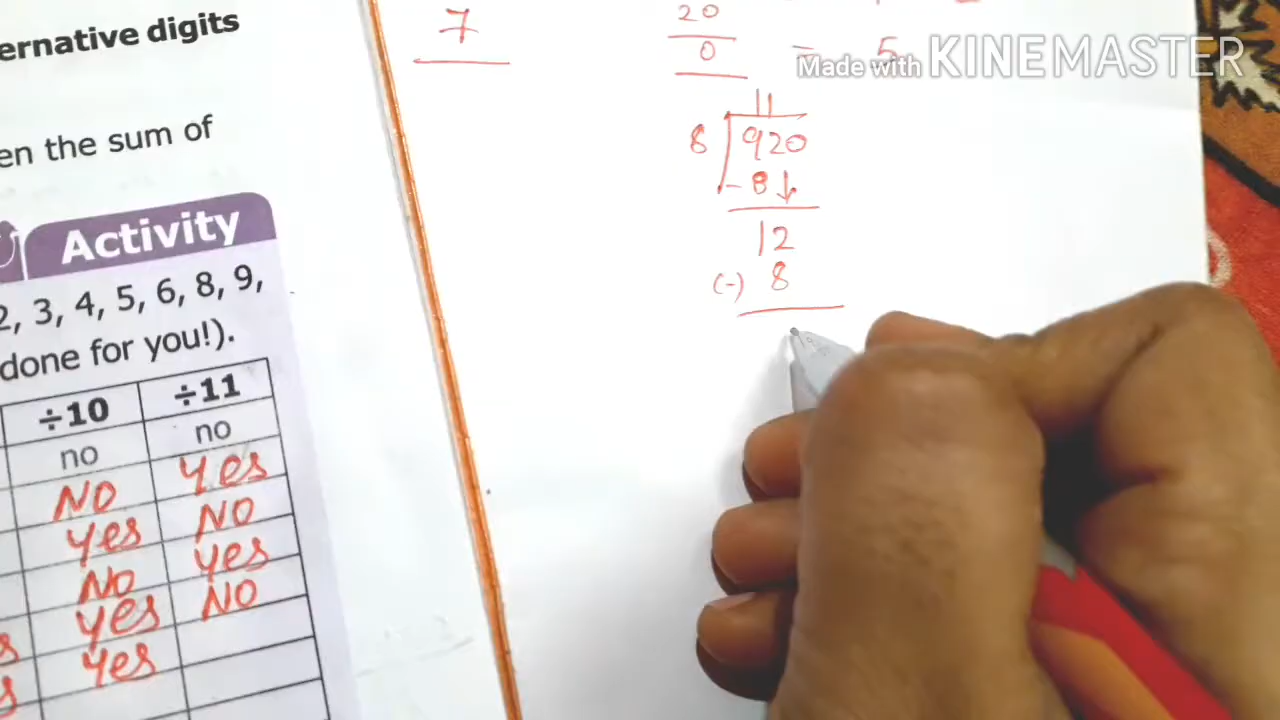 ernative digits
en the sum of
Activity
2, 3, 4, 5, 6, 8, 9,
done for you!).
÷10 ÷11
no no
NO Yes
Yes NO
NO Yes
Yes NO
s Yes
s
7
20
0 = 5
Made with KINEMASTER
11
8 920
- 8 ↓
12
(-) 8